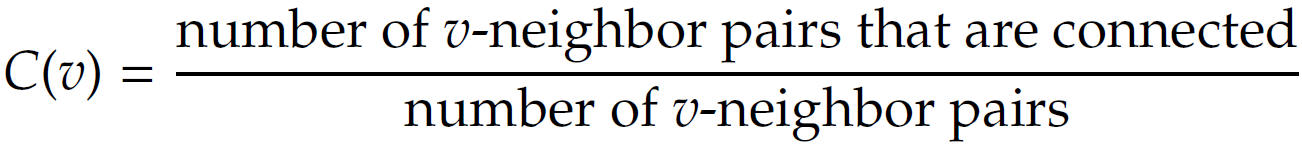 number of v-neighbor pairs that are connected
C(v) =
number of v-neighbor pairs